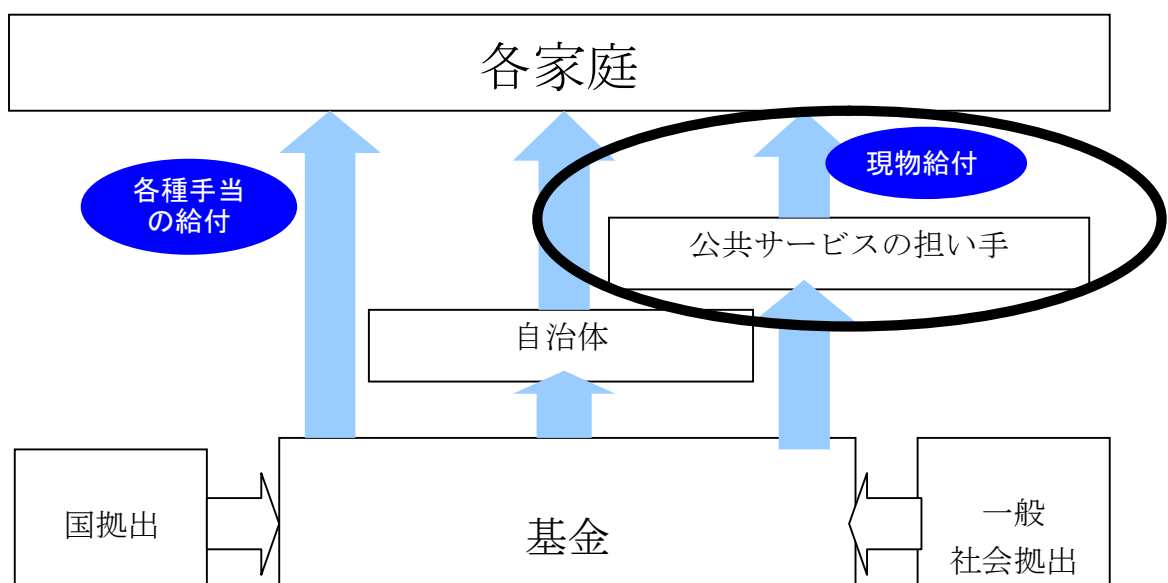 各家庭
各種手当
の給付
現物給付
公共サービスの担い手
自治体
国拠出
基金
一般
社会拠出